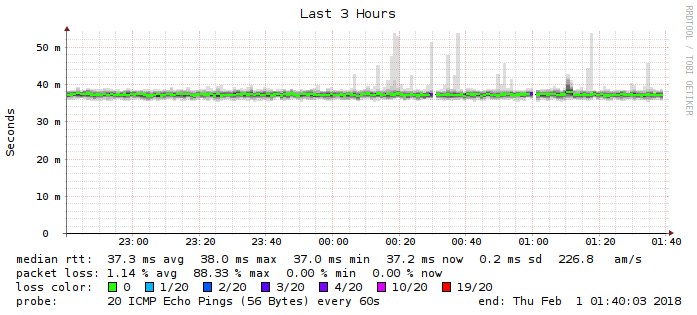 Last 3 Hours
RRDTOOL / TOBI OETIKER
Seconds
50 m
40 m
30 m
20 m
10 m
0
23:00 23:20 23:40 00:00 00:20 00:40 01:00 01:20 01:40
median rtt: 37.3 ms avg 38.0 ms max 37.0 ms min 37.2 ms now 0.2 ms sd 226.8 am/s
packet loss: 1.14 % avg 88.33 % max 0.00 % min 0.00 % now
loss color: 0 1/20 2/20 3/20 4/20 10/20 19/20
probe: 20 ICMP Echo Pings (56 Bytes) every 60s end: Thu Feb 1 01:40:03 2018